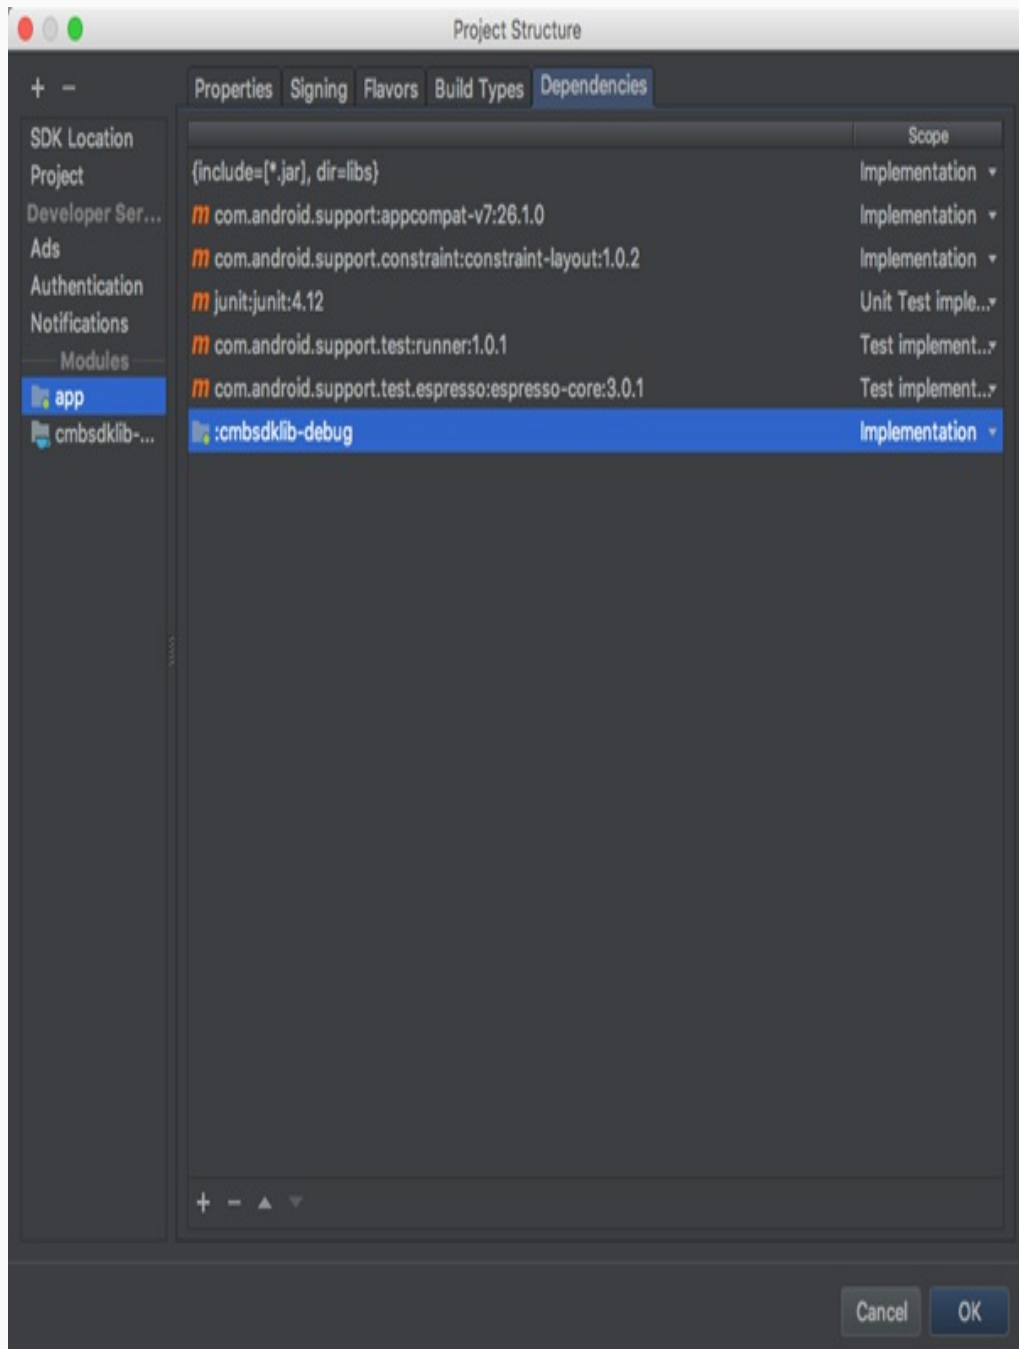 Project Structure
Properties Signing Flavors Build Types Dependencies
SDK Location
Project
Developer Ser...
Ads
Authentication
Notifications
Modules
app
cmbsdklib-...
Scope
{include=[*.jar], dir=libs} Implementation
m com.android.support:appcompat-v7:26.1.0 Implementation
m com.android.support.constraint:constraint-layout:1.0.2 Implementation
m junit:junit:4.12 Unit Test imple...
m com.android.support.test:runner:1.0.1 Test implement...
m com.android.support.test.espresso:espresso-core:3.0.1 Test implement...
:cmbsdklib-debug Implementation
Cancel OK